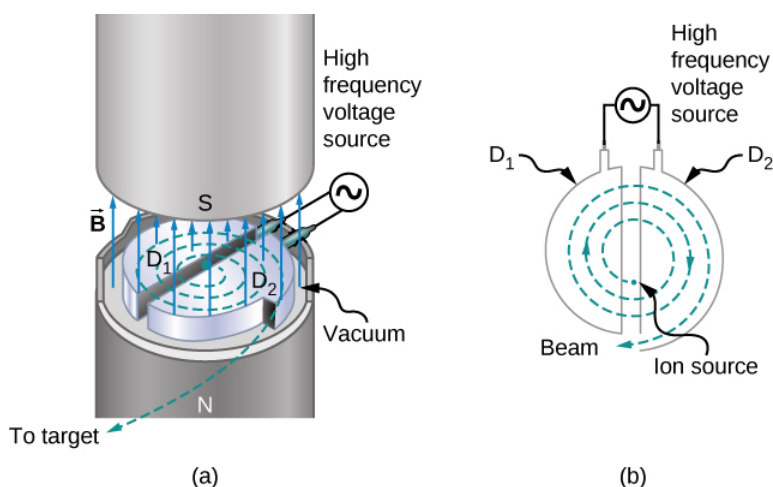 High
frequency
voltage
source
S
B
D1
D2
Vacuum
N
To target
(a)
High
frequency
voltage
source
D1
D2
Beam
Ion source
(b)